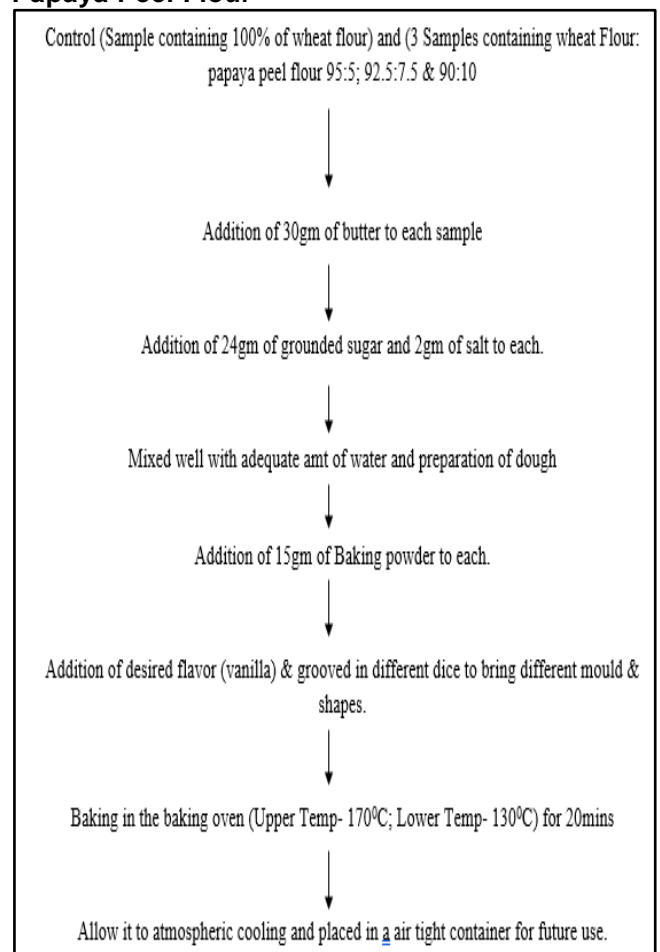 Papaya Peel Flour
Control (Sample containing 100% of wheat flour) and (3 Samples containing wheat Flour:
papaya peel flour 95:5; 92.5:7.5 & 90:10
Addition of 30gm of butter to each sample
Addition of 24gm of grounded sugar and 2gm of salt to each.
Mixed well with adequate amt of water and preparation of dough
Addition of 15gm of Baking powder to each.
Addition of desired flavor (vanilla) & grooved in different dice to bring different mould &
shapes.
Baking in the baking oven (Upper Temp- 170⁰C; Lower Temp- 130⁰C) for 20mins
Allow it to atmospheric cooling and placed in a air tight container for future use.